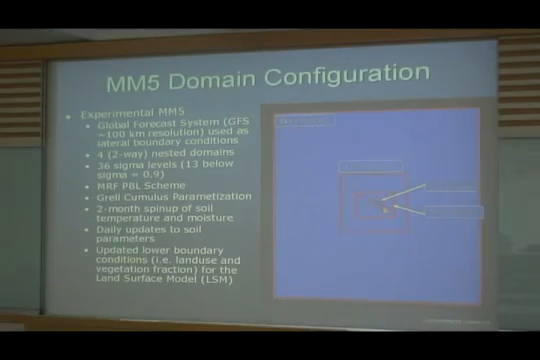 MM5 Domain Configuration
Experimental MM5
Global Forecast System (GFS
~100 km resolution) used as
lateral boundary conditions
4 (2-way) nested domains
36 sigma levels (13 below
sigma = 0.9)
MRF PBL Scheme
Grell Cumulus Parametization
2-month spinup of soil
temperature and moisture
Daily updates to soil
parameters
Updated lower boundary
conditions (i.e. landuse and
vegetation fraction) for the
Land Surface Model (LSM)